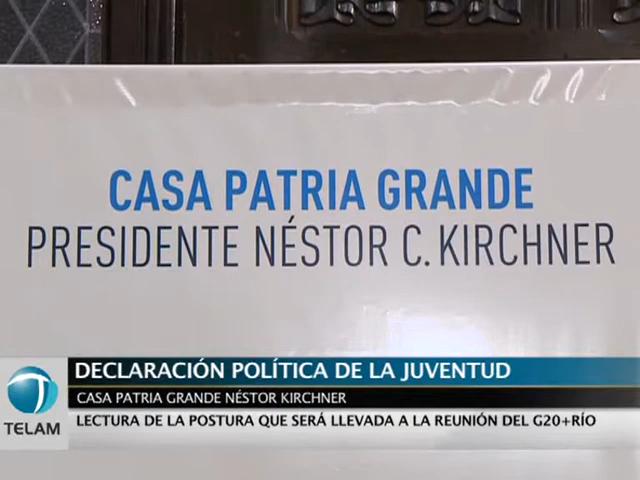 CASA PATRIA GRANDE
PRESIDENTE NÉSTOR C. KIRCHNER
DECLARACIÓN POLÍTICA DE LA JUVENTUD
CASA PATRIA GRANDE NÉSTOR KIRCHNER
LECTURA DE LA POSTURA QUE SERÁ LLEVADA A LA REUNIÓN DEL G20+RÍO
TELAM